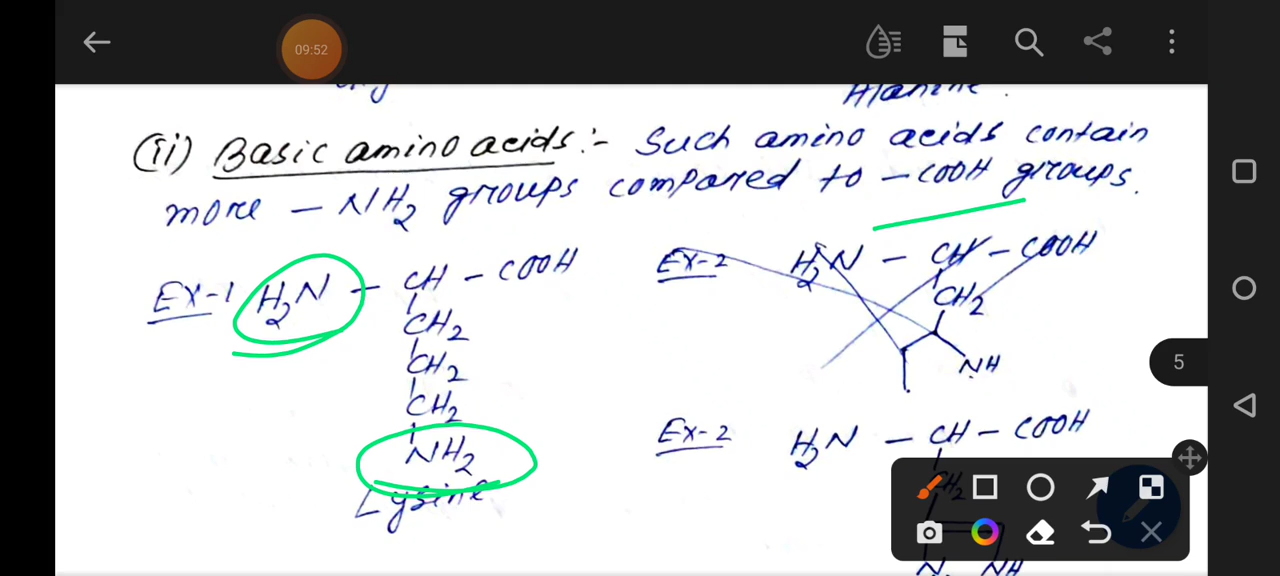 09:52
Alanine.
(ii) Basic amino acids:- Such amino acids contain
more - NH2 groups compared to -COOH groups.
Ex-1 H2N - CH - COOH
CH2
CH2
CH2
NH2
Lysine
Ex-2 H2N - CH - COOH
CH2
NH
Ex-2 H2N - CH - COOH
CH2
N NH
5